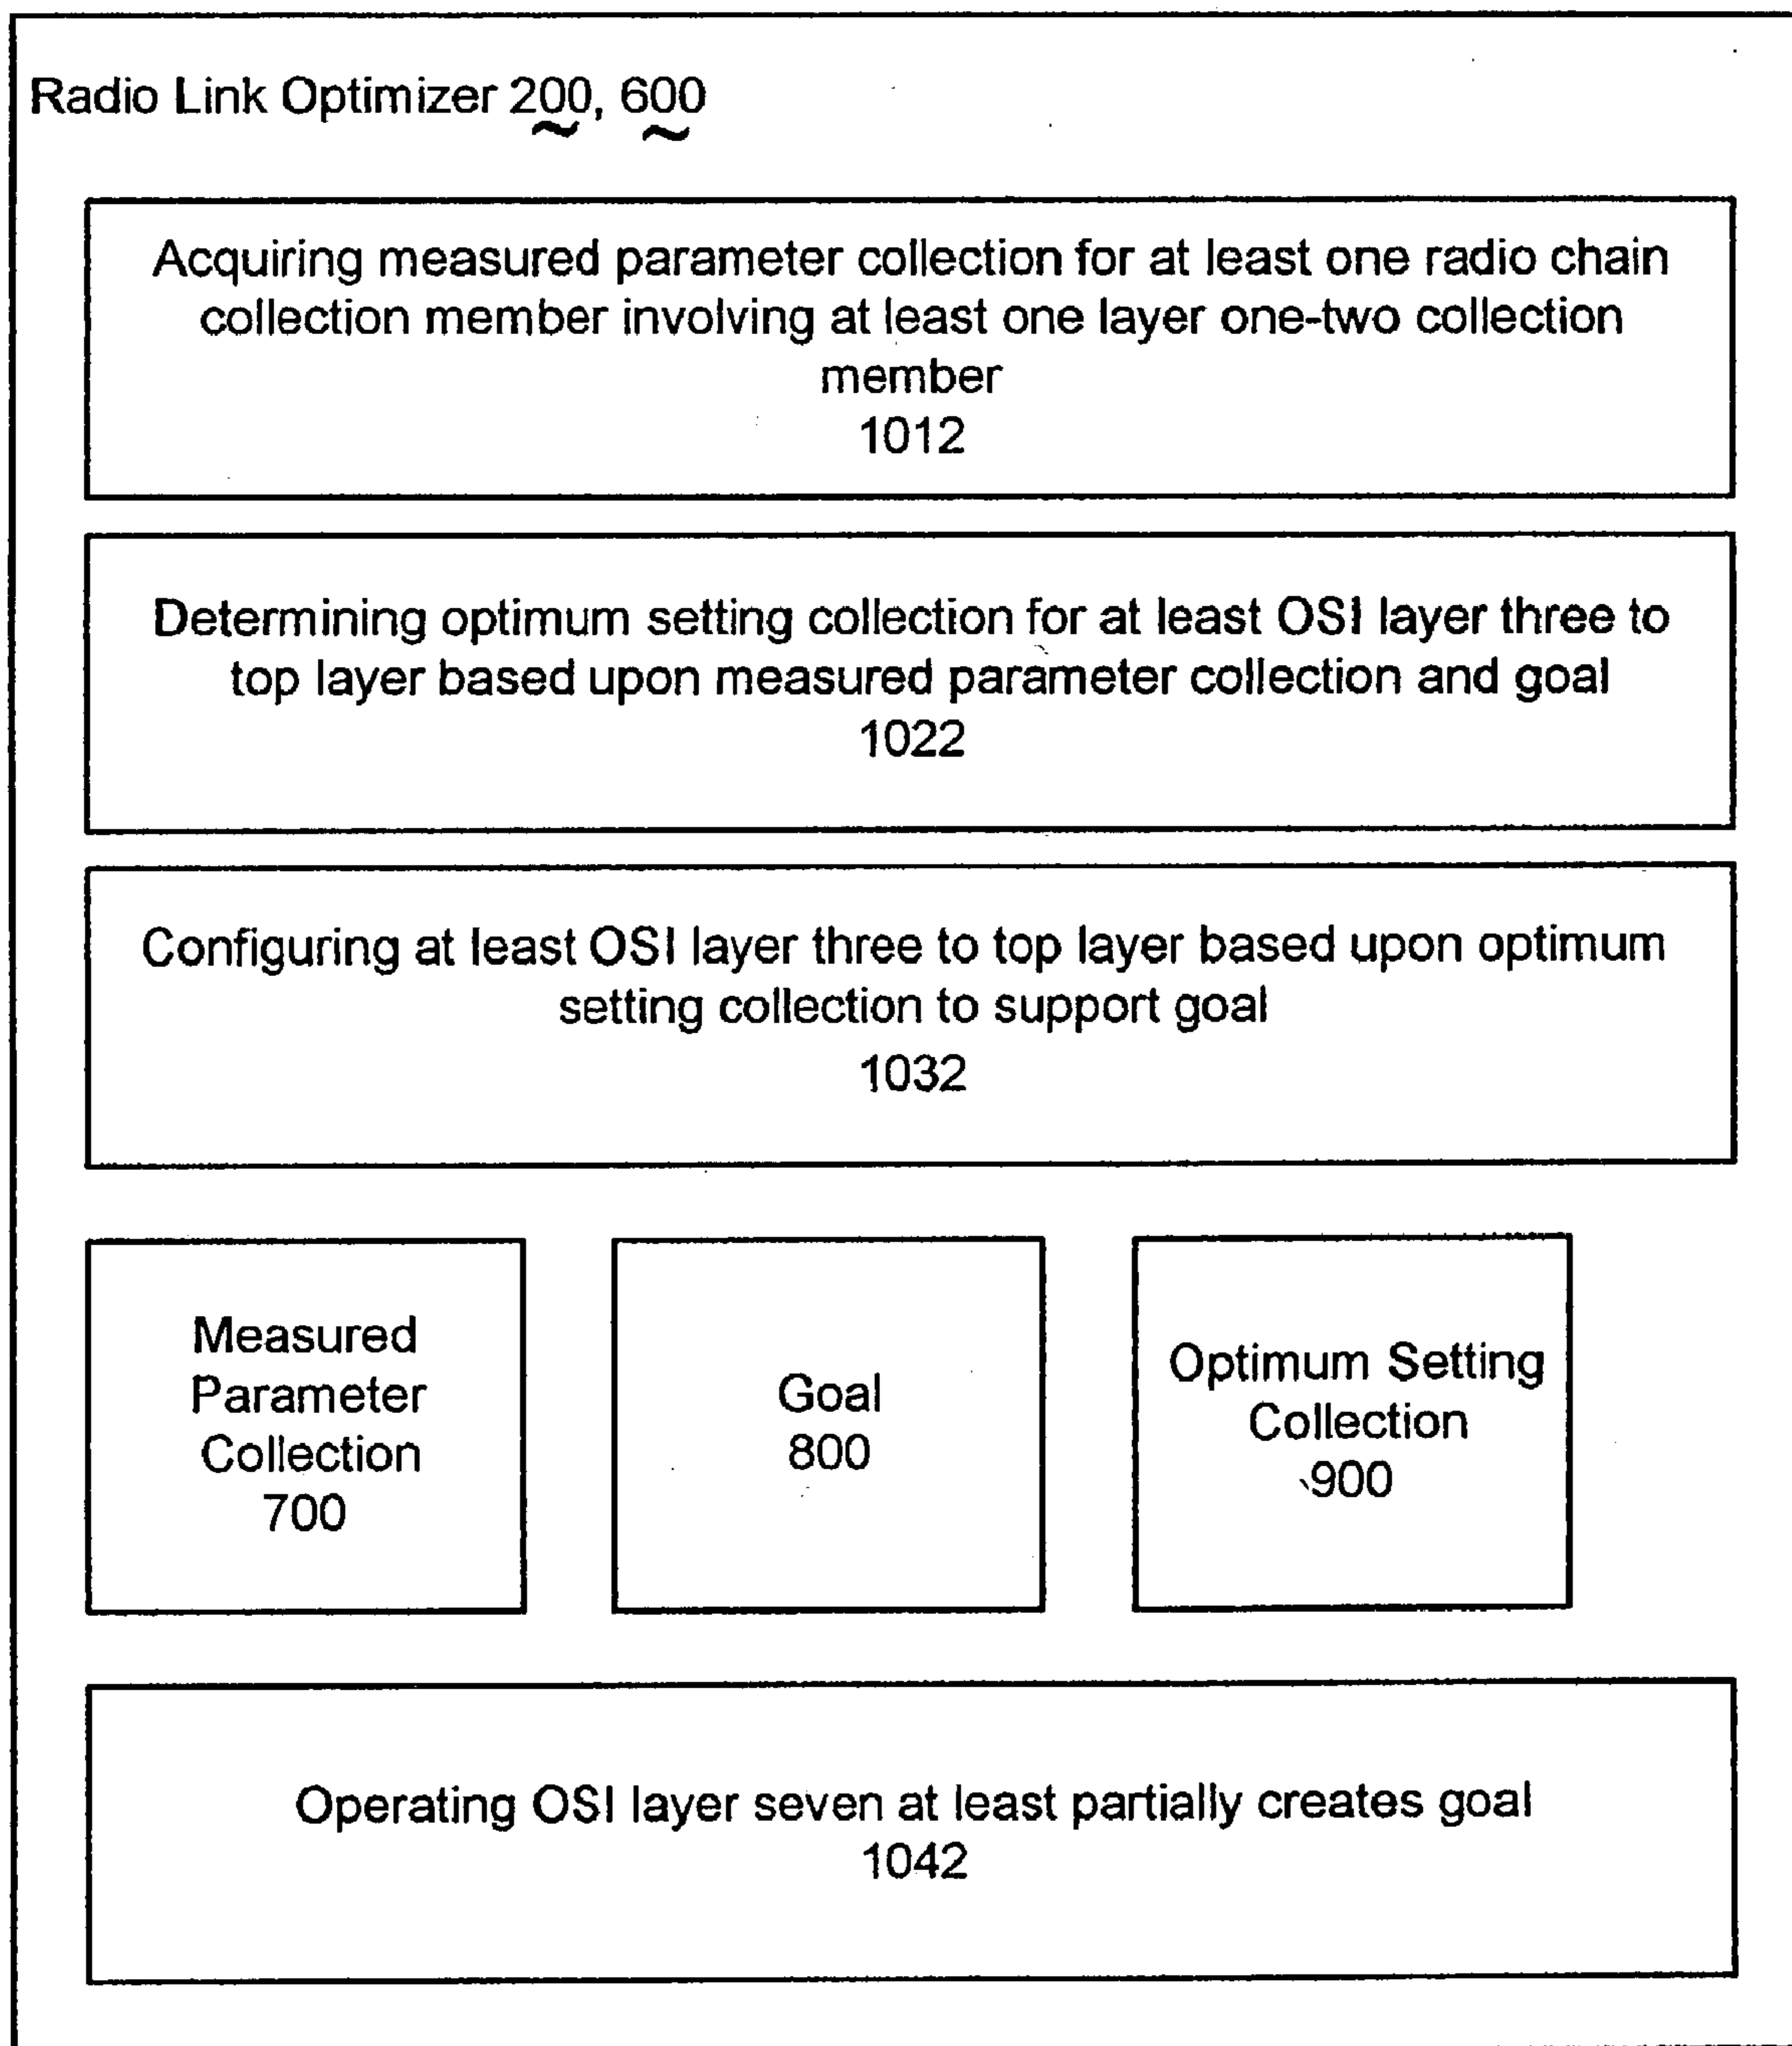 Radio Link Optimizer 200, 600
Acquiring measured parameter collection for at least one radio chain
collection member involving at least one layer one-two collection
member
1012
Determining optimum setting collection for at least OSI layer three to
top layer based upon measured parameter collection and goal
1022
Configuring at least OSI layer three to top layer based upon optimum
setting collection to support goal
1032
Measured
Parameter
Collection
700
Goal
800
Optimum Setting
Collection
900
Operating OSI layer seven at least partially creates goal
1042